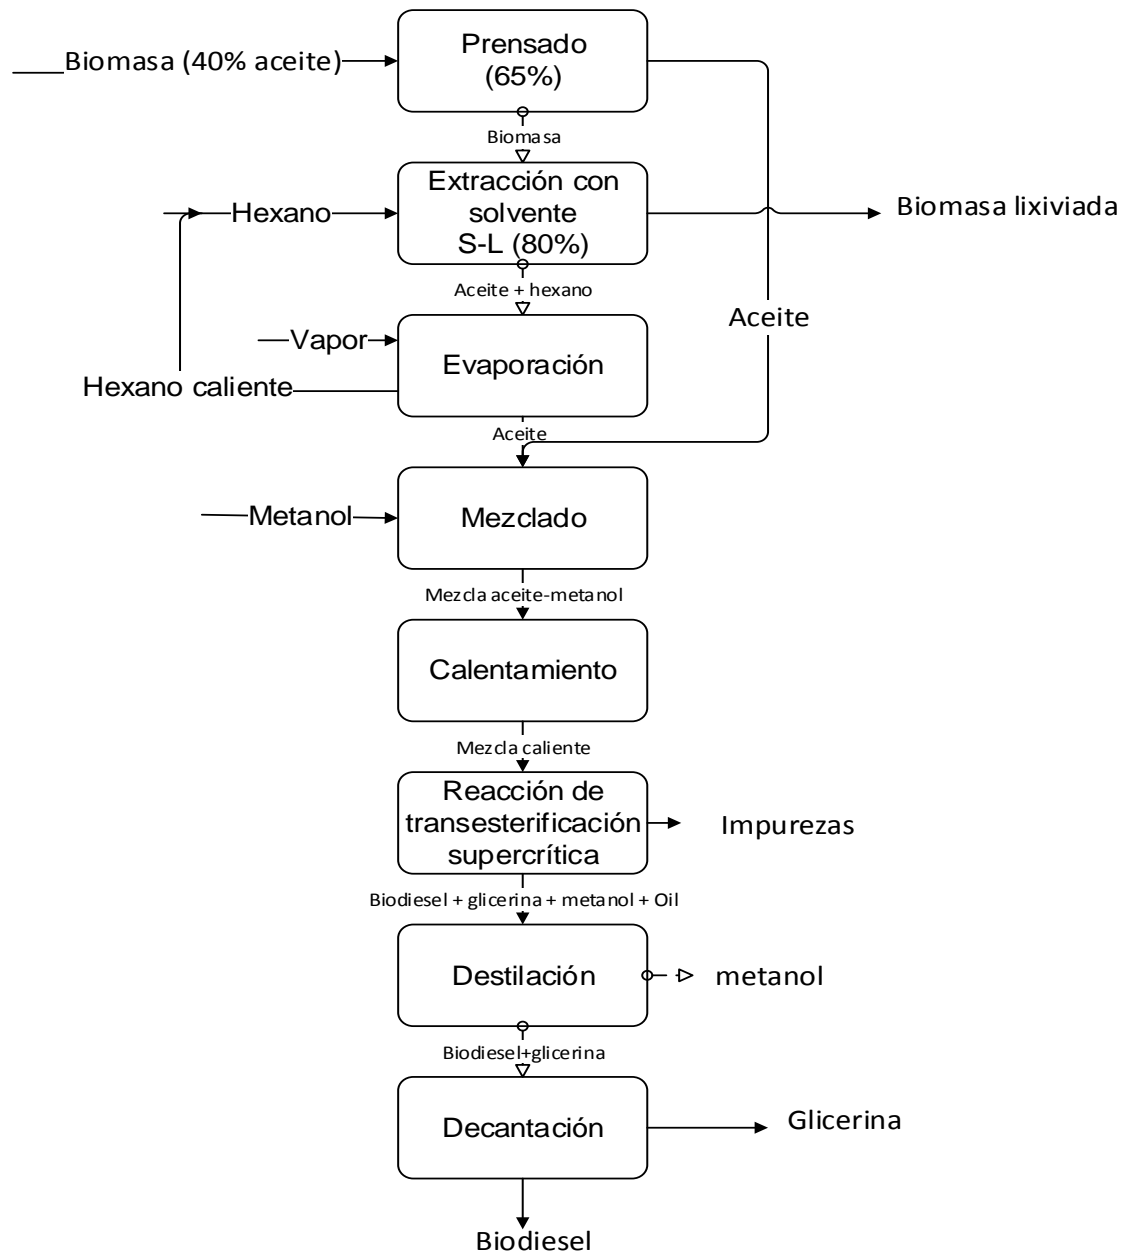 Prensado
(65%)
Biomasa (40% aceite)
Biomasa
Extracción con
solvente
S-L (80%)
Hexano
Biomasa lixiviada
Aceite + hexano
Aceite
Vapor
Evaporación
Hexano caliente
Aceite
Metanol
Mezclado
Mezcla aceite-metanol
Calentamiento
Mezcla caliente
Reacción de
transesterificación
supercrítica
Impurezas
Biodiesel + glicerina + metanol + Oil
Destilación
metanol
Biodiesel+glicerina
Decantación
Glicerina
Biodiesel